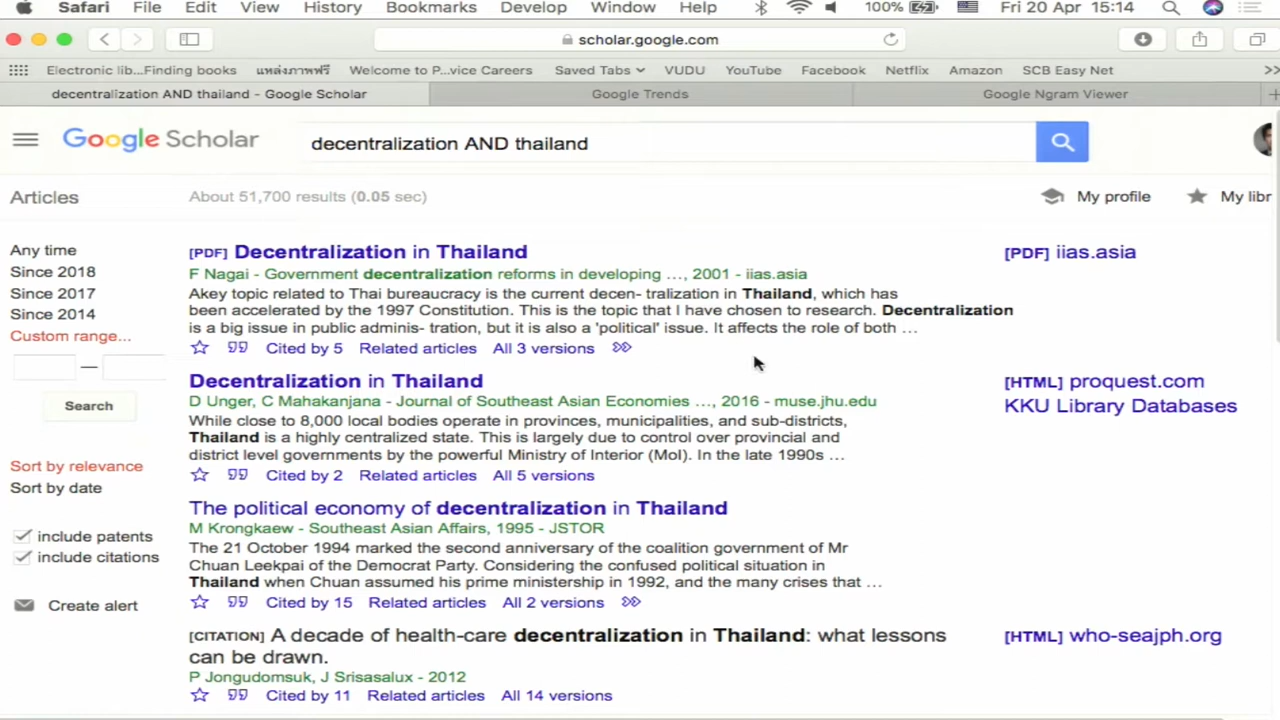 Safari File Edit View History Bookmarks Develop Window Help 100% Fri 20 Apr 15:14
scholar.google.com
Electronic lib...Finding books แหล่งภาพฟรี Welcome to P...vice Careers Saved Tabs VUDU YouTube Facebook Netflix Amazon SCB Easy Net >>
decentralization AND thailand - Google Scholar Google Trends Google Ngram Viewer
Google Scholar decentralization AND thailand
Articles About 51,700 results (0.05 sec) My profile My libr
Any time
Since 2018
Since 2017
Since 2014
Custom range...
—
Search
Sort by relevance
Sort by date
include patents
include citations
Create alert
[PDF] Decentralization in Thailand
F Nagai - Government decentralization reforms in developing …, 2001 - iias.asia
Akey topic related to Thai bureaucracy is the current decen- tralization in Thailand, which has
been accelerated by the 1997 Constitution. This is the topic that I have chosen to research. Decentralization
is a big issue in public adminis- tration, but it is also a 'political' issue. It affects the role of both …
Cited by 5 Related articles All 3 versions
[PDF] iias.asia
Decentralization in Thailand
D Unger, C Mahakanjana - Journal of Southeast Asian Economies …, 2016 - muse.jhu.edu
While close to 8,000 local bodies operate in provinces, municipalities, and sub-districts,
Thailand is a highly centralized state. This is largely due to control over provincial and
district level governments by the powerful Ministry of Interior (MoI). In the late 1990s …
Cited by 2 Related articles All 5 versions
[HTML] proquest.com
KKU Library Databases
The political economy of decentralization in Thailand
M Krongkaew - Southeast Asian Affairs, 1995 - JSTOR
The 21 October 1994 marked the second anniversary of the coalition government of Mr
Chuan Leekpai of the Democrat Party. Considering the confused political situation in
Thailand when Chuan assumed his prime ministership in 1992, and the many crises that …
Cited by 15 Related articles All 2 versions
[CITATION] A decade of health-care decentralization in Thailand: what lessons
can be drawn.
P Jongudomsuk, J Srisasalux - 2012
Cited by 11 Related articles All 14 versions
[HTML] who-seajph.org